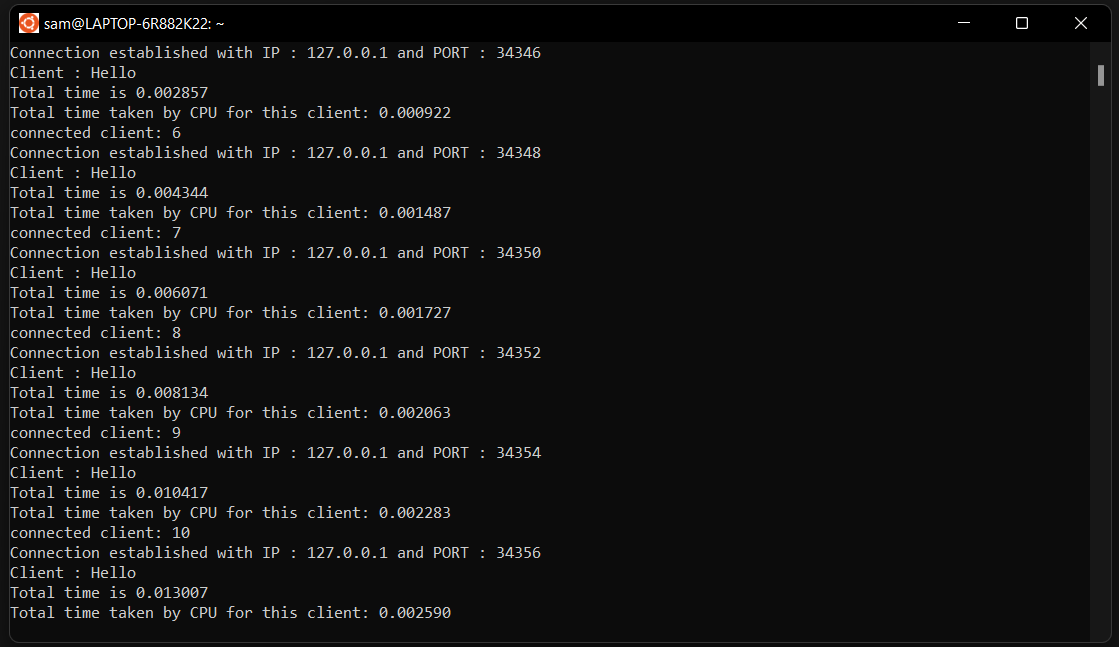 sam@LAPTOP-6R882K22: ~
Connection established with IP : 127.0.0.1 and PORT : 34346
Client : Hello
Total time is 0.002857
Total time taken by CPU for this client: 0.000922
connected client: 6
Connection established with IP : 127.0.0.1 and PORT : 34348
Client : Hello
Total time is 0.004344
Total time taken by CPU for this client: 0.001487
connected client: 7
Connection established with IP : 127.0.0.1 and PORT : 34350
Client : Hello
Total time is 0.006071
Total time taken by CPU for this client: 0.001727
connected client: 8
Connection established with IP : 127.0.0.1 and PORT : 34352
Client : Hello
Total time is 0.008134
Total time taken by CPU for this client: 0.002063
connected client: 9
Connection established with IP : 127.0.0.1 and PORT : 34354
Client : Hello
Total time is 0.010417
Total time taken by CPU for this client: 0.002283
connected client: 10
Connection established with IP : 127.0.0.1 and PORT : 34356
Client : Hello
Total time is 0.013007
Total time taken by CPU for this client: 0.002590